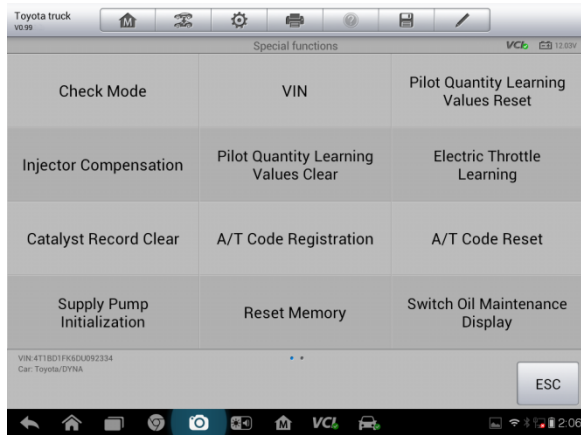 Toyota truck
V0.99
Special functions
VCI 12.03V
Check Mode
VIN
Pilot Quantity Learning
Values Reset
Injector Compensation
Pilot Quantity Learning
Values Clear
Electric Throttle
Learning
Catalyst Record Clear
A/T Code Registration
A/T Code Reset
Supply Pump
Initialization
Reset Memory
Switch Oil Maintenance
Display
VIN:4T1BD1FK6DU092334
Car: Toyota/DYNA
ESC
M
VCI
2:06